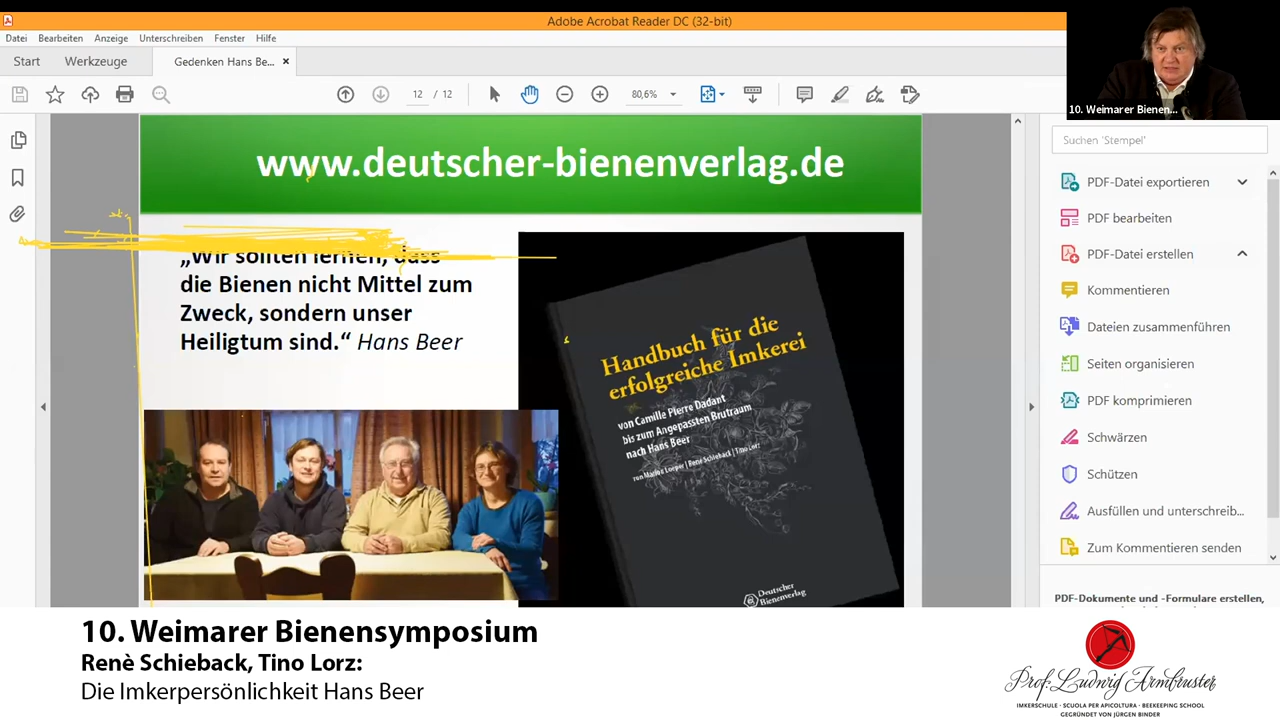 Adobe Acrobat Reader DC (32-bit)
Datei Bearbeiten Anzeige Unterschreiben Fenster Hilfe
Start Werkzeuge Gedenken Hans Be... ×
12 / 12 80,6%
10. Weimarer Bienen...
www.deutscher-bienenverlag.de
„Wir sollten lernen, dass
die Bienen nicht Mittel zum
Zweck, sondern unser
Heiligtum sind.“ Hans Beer
Handbuch für die
erfolgreiche Imkerei
von Camille Pierre Dadant
bis zum Angepassten Brutraum
nach Hans Beer
René Schieback | Tino Lorz
Deutscher
Bienenverlag
Suchen 'Stempel'
PDF-Datei exportieren
PDF bearbeiten
PDF-Datei erstellen
Kommentieren
Dateien zusammenführen
Seiten organisieren
PDF komprimieren
Schwärzen
Schützen
Ausfüllen und unterschreib...
Zum Kommentieren senden
PDF-Dokumente und -Formulare erstellen,
10. Weimarer Bienensymposium
Renè Schieback, Tino Lorz:
Die Imkerpersönlichkeit Hans Beer
Prof. Ludwig Armbruster
IMKERSCHULE · SCUOLA PER APICOLTURA · BEEKEEPING SCHOOL
GEGRÜNDET VON JÜRGEN BINDER